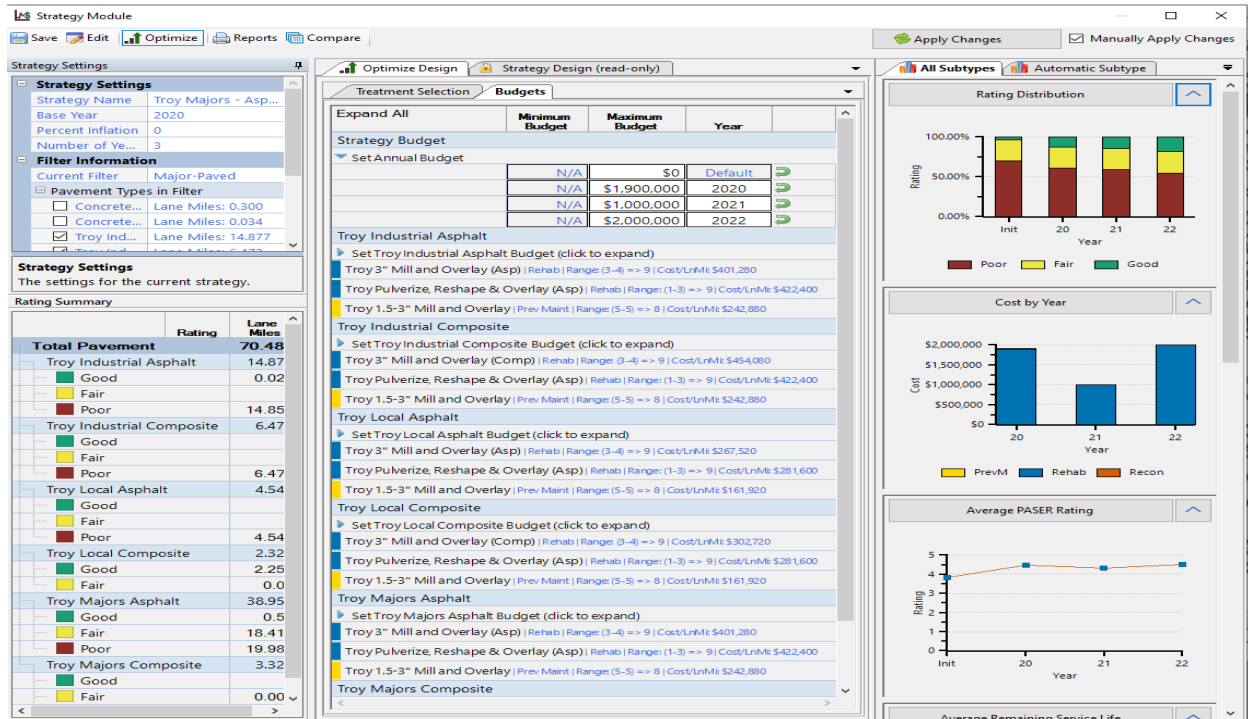 Strategy Module
Save Edit Optimize Reports Compare
Apply Changes Manually Apply Changes
Strategy Settings
Strategy Settings
Strategy Name Troy Majors - Asp...
Base Year 2020
Percent Inflation 0
Number of Ye... 3
Filter Information
Current Filter Major-Paved
Pavement Types in Filter
Concrete... Lane Miles: 0.300
Concrete... Lane Miles: 0.034
Troy Ind... Lane Miles: 14.877
Strategy Settings
The settings for the current strategy.
Rating Summary
Rating Lane Miles
Total Pavement 70.48
Troy Industrial Asphalt 14.87
Good 0.02
Fair
Poor 14.85
Troy Industrial Composite 6.47
Good
Fair
Poor 6.47
Troy Local Asphalt 4.54
Good
Fair
Poor 4.54
Troy Local Composite 2.32
Good 2.25
Fair 0.0
Troy Majors Asphalt 38.95
Good 0.5
Fair 18.41
Poor 19.98
Troy Majors Composite 3.32
Good
Fair 0.00
Optimize Design Strategy Design (read-only)
Treatment Selection Budgets
Expand All Minimum Budget Maximum Budget Year
Strategy Budget
Set Annual Budget
N/A $0 Default
N/A $1,900,000 2020
N/A $1,000,000 2021
N/A $2,000,000 2022
Troy Industrial Asphalt
Set Troy Industrial Asphalt Budget (click to expand)
Troy 3" Mill and Overlay (Asp) | Rehab | Range: (3-4) => 9 | Cost/LnMi: $401,280
Troy Pulverize, Reshape & Overlay (Asp) | Rehab | Range: (1-3) => 9 | Cost/LnMi: $422,400
Troy 1.5-3" Mill and Overlay | Prev Maint | Range: (5-5) => 8 | Cost/LnMi: $242,880
Troy Industrial Composite
Set Troy Industrial Composite Budget (click to expand)
Troy 3" Mill and Overlay (Comp) | Rehab | Range: (3-4) => 9 | Cost/LnMi: $454,080
Troy Pulverize, Reshape & Overlay (Asp) | Rehab | Range: (1-3) => 9 | Cost/LnMi: $422,400
Troy 1.5-3" Mill and Overlay | Prev Maint | Range: (5-5) => 8 | Cost/LnMi: $242,880
Troy Local Asphalt
Set Troy Local Asphalt Budget (click to expand)
Troy 3" Mill and Overlay (Asp) | Rehab | Range: (3-4) => 9 | Cost/LnMi: $267,520
Troy Pulverize, Reshape & Overlay (Asp) | Rehab | Range: (1-3) => 9 | Cost/LnMi: $281,600
Troy 1.5-3" Mill and Overlay | Prev Maint | Range: (5-5) => 8 | Cost/LnMi: $161,920
Troy Local Composite
Set Troy Local Composite Budget (click to expand)
Troy 3" Mill and Overlay (Comp) | Rehab | Range: (3-4) => 9 | Cost/LnMi: $302,720
Troy Pulverize, Reshape & Overlay (Asp) | Rehab | Range: (1-3) => 9 | Cost/LnMi: $281,600
Troy 1.5-3" Mill and Overlay | Prev Maint | Range: (5-5) => 8 | Cost/LnMi: $161,920
Troy Majors Asphalt
Set Troy Majors Asphalt Budget (click to expand)
Troy 3" Mill and Overlay (Asp) | Rehab | Range: (3-4) => 9 | Cost/LnMi: $401,280
Troy Pulverize, Reshape & Overlay (Asp) | Rehab | Range: (1-3) => 9 | Cost/LnMi: $422,400
Troy 1.5-3" Mill and Overlay | Prev Maint | Range: (5-5) => 8 | Cost/LnMi: $242,880
Troy Majors Composite
All Subtypes Automatic Subtype
Rating Distribution
100.00%
50.00%
0.00%
Rating
Init 20 21 22
Year
Poor Fair Good
Cost by Year
$2,000,000
$1,500,000
$1,000,000
$500,000
$0
Cost
20 21 22
Year
PrevM Rehab Recon
Average PASER Rating
5
4
3
2
1
0
Rating
Init 20 21 22
Year
Average Remaining Service Life